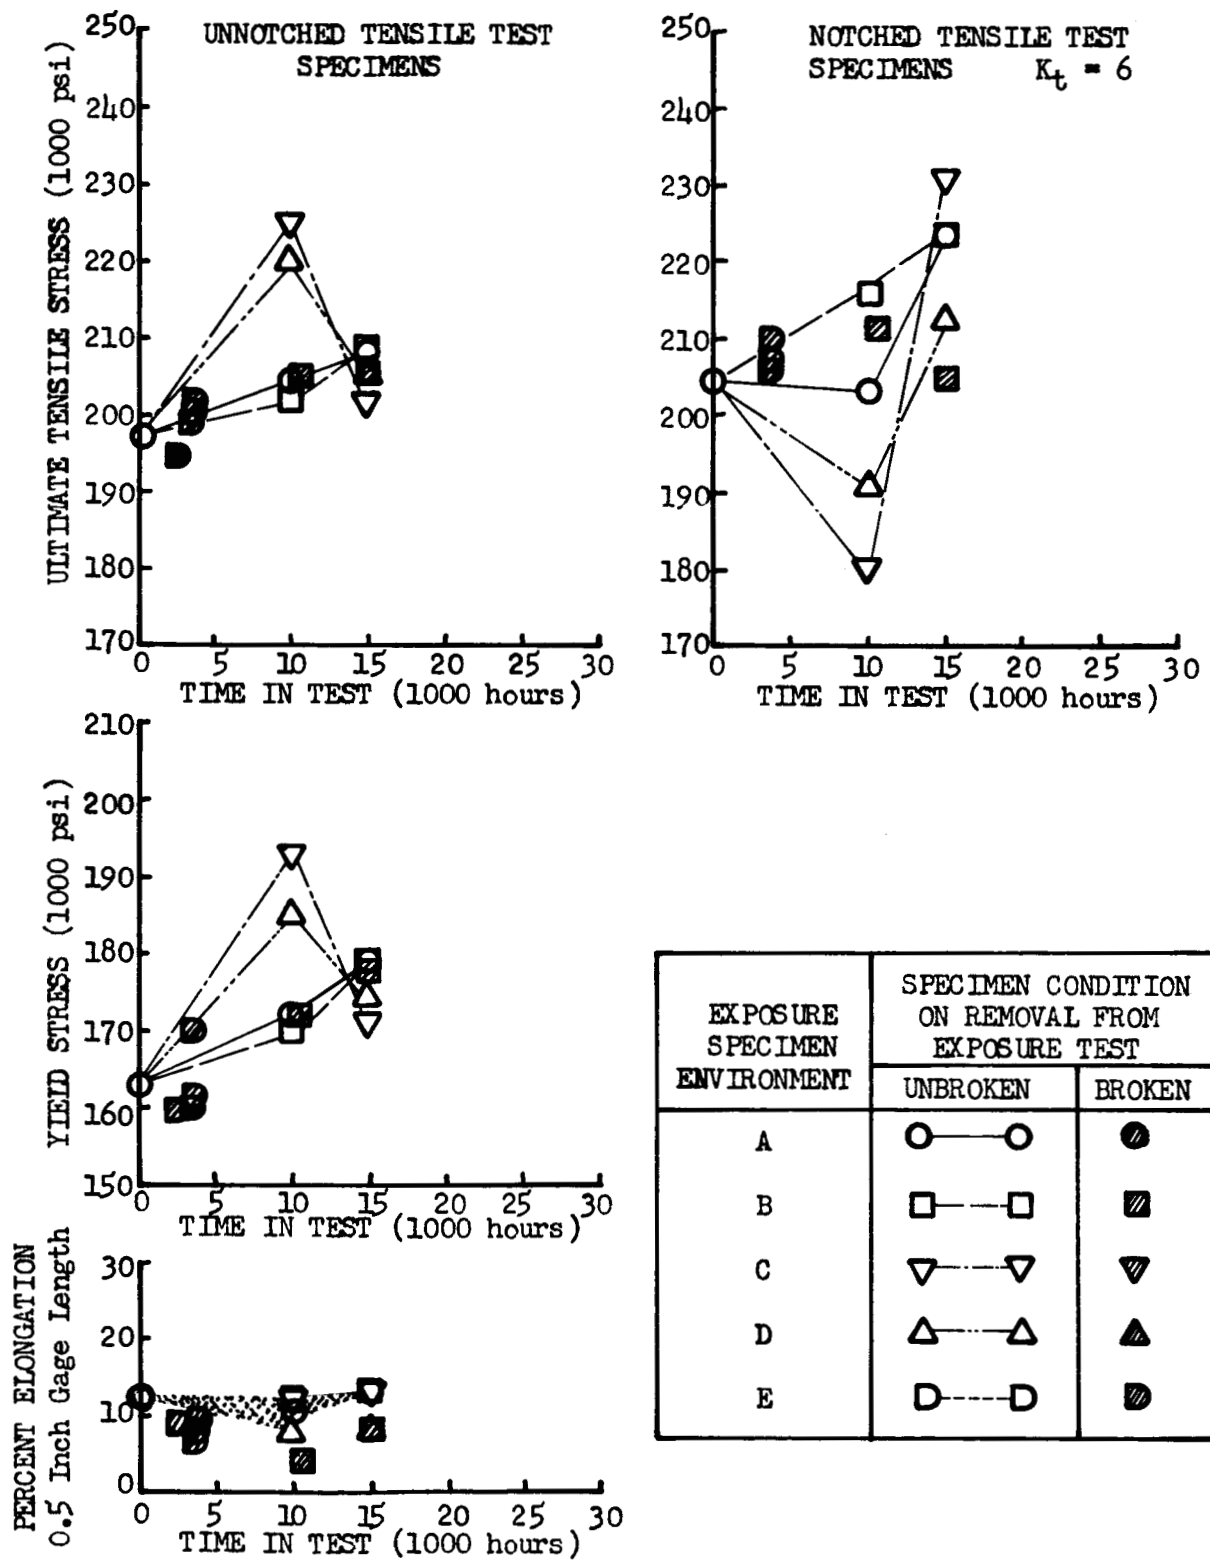 UNNOTCHED TENSILE TEST
SPECIMENS
ULTIMATE TENSILE STRESS (1000 psi)
250
240
230
220
210
200
190
180
170
0 5 10 15 20 25 30
TIME IN TEST (1000 hours)
NOTCHED TENSILE TEST
SPECIMENS Kt = 6
250
240
230
220
210
200
190
180
170
0 5 10 15 20 25 30
TIME IN TEST (1000 hours)
YIELD STRESS (1000 psi)
210
200
190
180
170
160
150
0 5 10 15 20 25 30
TIME IN TEST (1000 hours)
PERCENT ELONGATION
0.5 Inch Gage Length
30
20
10
0
0 5 10 15 20 25 30
TIME IN TEST (1000 hours)
EXPOSURE
SPECIMEN
ENVIRONMENT
SPECIMEN CONDITION
ON REMOVAL FROM
EXPOSURE TEST
UNBROKEN BROKEN
A
B
C
D
E